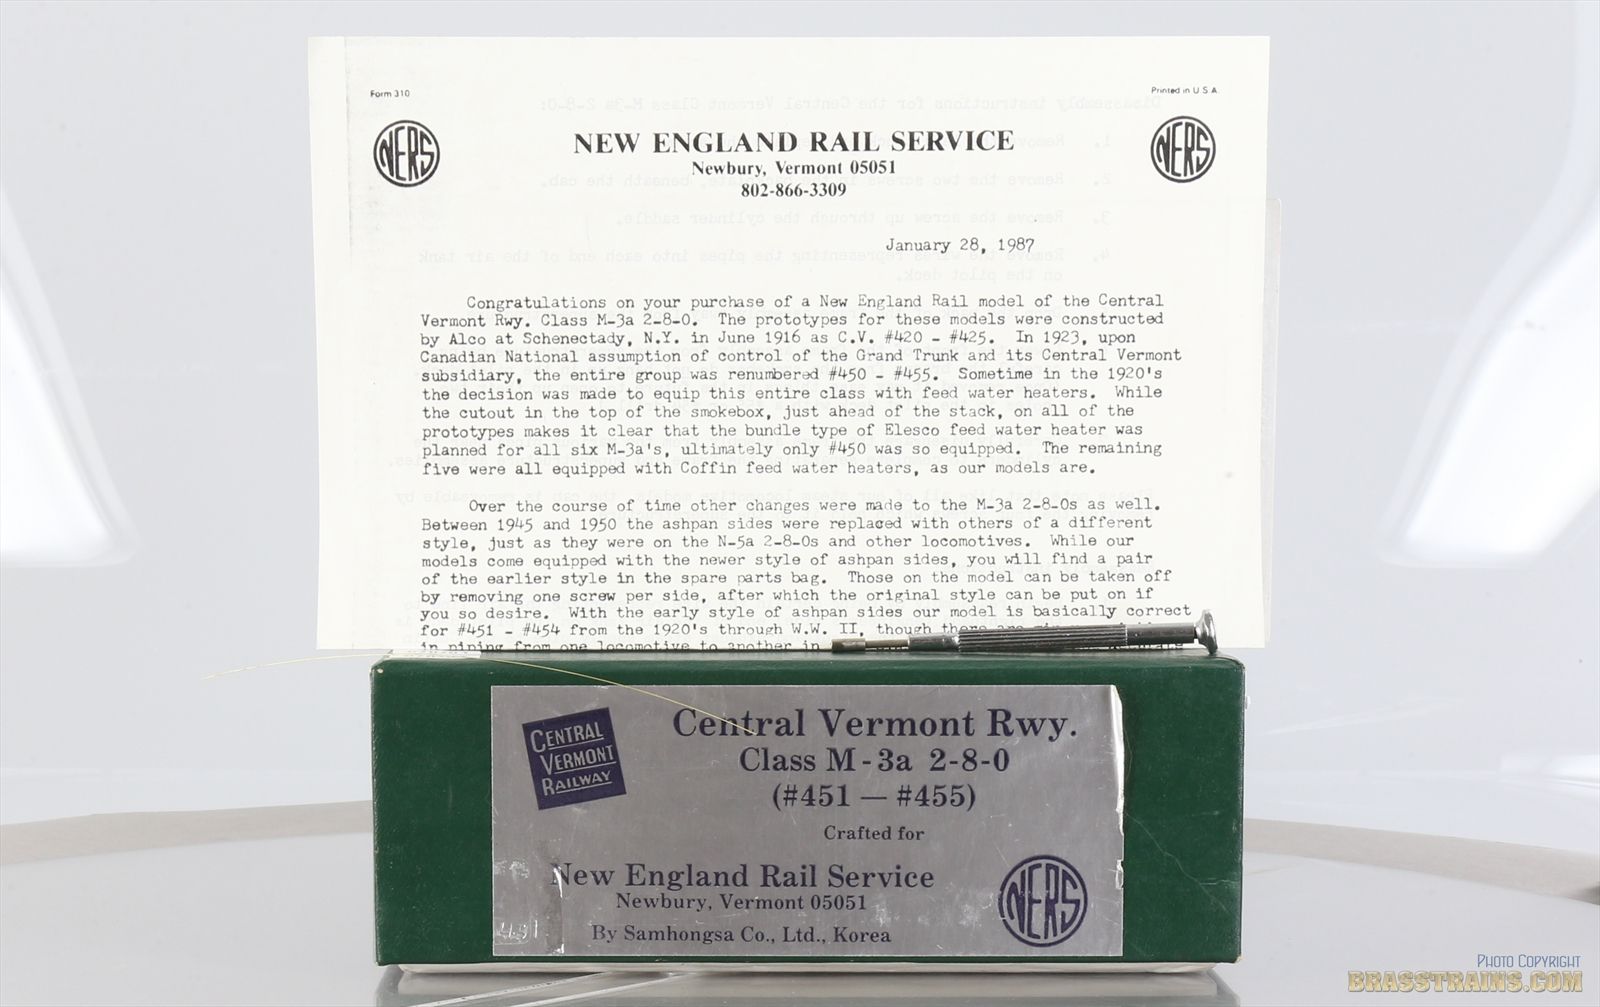 Form 310
Printed in U.S.A.
NERS
NERS
NEW ENGLAND RAIL SERVICE
Newbury, Vermont 05051
802-866-3309
January 28, 1987
Congratulations on your purchase of a New England Rail model of the Central
Vermont Rwy. Class M-3a 2-8-0. The prototypes for these models were constructed
by Alco at Schenectady, N.Y. in June 1916 as C.V. #420 - #425. In 1923, upon
Canadian National assumption of control of the Grand Trunk and its Central Vermont
subsidiary, the entire group was renumbered #450 - #455. Sometime in the 1920's
the decision was made to equip this entire class with feed water heaters. While
the cutout in the top of the smokebox, just ahead of the stack, on all of the
prototypes makes it clear that the bundle type of Elesco feed water heater was
planned for all six M-3a's, ultimately only #450 was so equipped. The remaining
five were all equipped with Coffin feed water heaters, as our models are.
Over the course of time other changes were made to the M-3a 2-8-0s as well.
Between 1945 and 1950 the ashpan sides were replaced with others of a different
style, just as they were on the N-5a 2-8-0s and other locomotives. While our
models come equipped with the newer style of ashpan sides, you will find a pair
of the earlier style in the spare parts bag. Those on the model can be taken off
by removing one screw per side, after which the original style can be put on if
you so desire. With the early style of ashpan sides our model is basically correct
for #451 - #454 from the 1920's through W.W. II, though there are
in piping from one locomotive to another in
CENTRAL
VERMONT
RAILWAY
Central Vermont Rwy.
Class M-3a 2-8-0
(#451 — #455)
Crafted for
New England Rail Service
Newbury, Vermont 05051
By Samhongsa Co., Ltd., Korea
NERS
451
PHOTO COPYRIGHT
BRASSTRAINS.COM